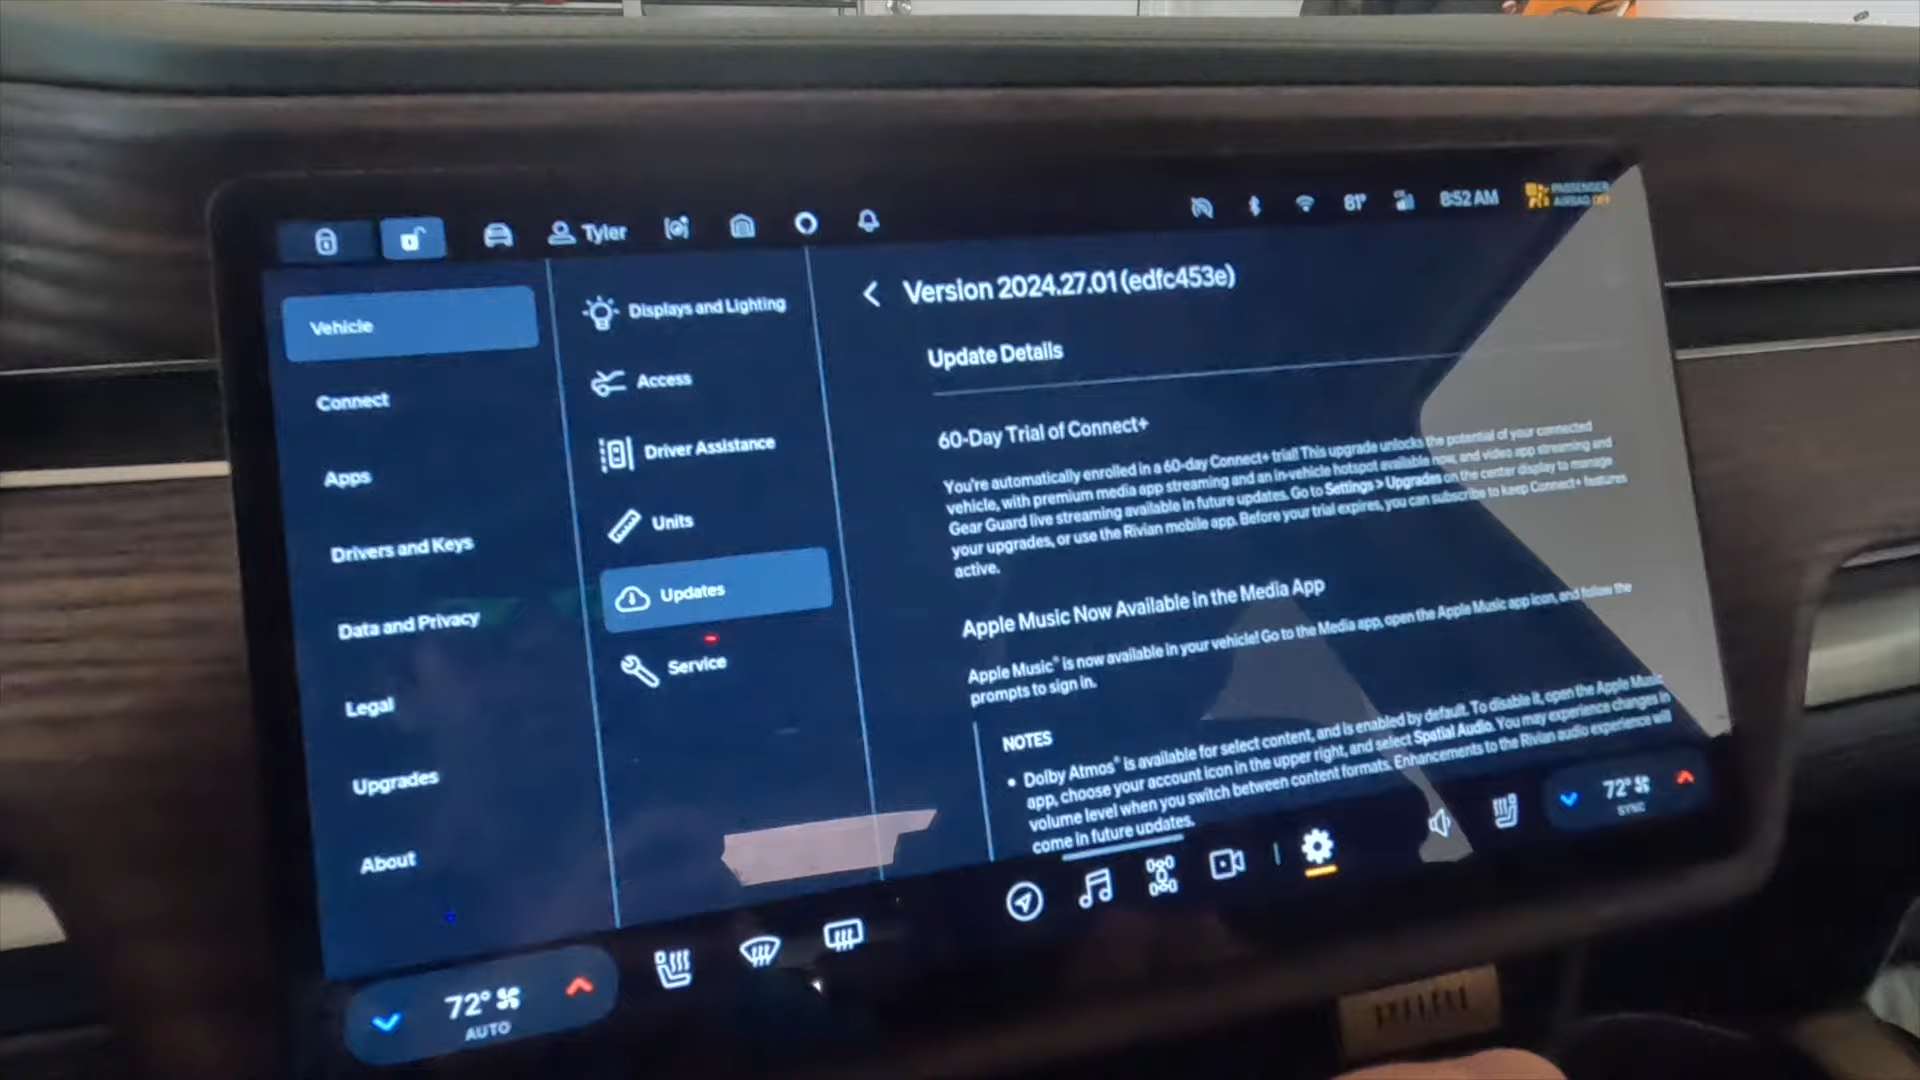 Tyler
61°
8:52 AM
PASSENGER
AIRBAG OFF
Vehicle
Connect
Apps
Drivers and Keys
Data and Privacy
Legal
Upgrades
About
Displays and Lighting
Access
Driver Assistance
Units
Updates
Service
Version 2024.27.01 (edfc453e)
Update Details
60-Day Trial of Connect+
You're automatically enrolled in a 60-day Connect+ trial! This upgrade unlocks the potential of your connected
vehicle, with premium media app streaming and an in-vehicle hotspot available now, and video app streaming and
Gear Guard live streaming available in future updates. Go to Settings > Upgrades on the center display to manage
your upgrades, or use the Rivian mobile app. Before your trial expires, you can subscribe to keep Connect+ features
active.
Apple Music Now Available in the Media App
Apple Music® is now available in your vehicle! Go to the Media app, open the Apple Music app icon, and follow the
prompts to sign in.
NOTES
• Dolby Atmos® is available for select content, and is enabled by default. To disable it, open the Apple Music
app, choose your account icon in the upper right, and select Spatial Audio. You may experience changes in
volume level when you switch between content formats. Enhancements to the Rivian audio experience will
come in future updates.
72°
SYNC
72°
AUTO